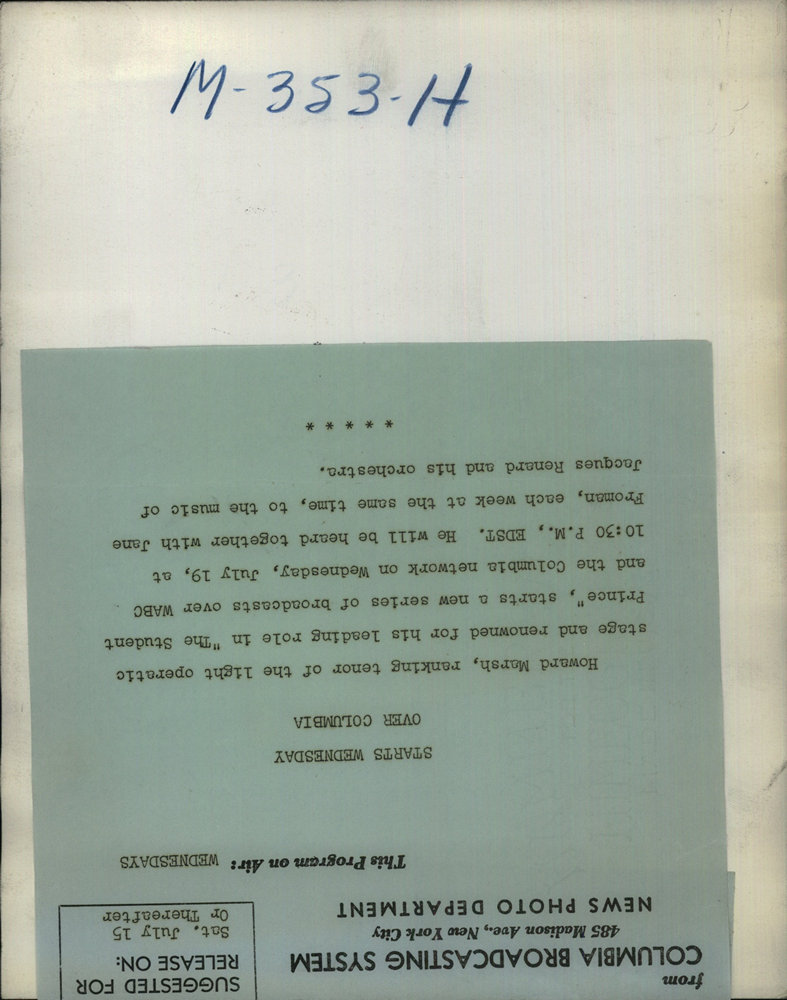 M-353-H
from
COLUMBIA BROADCASTING SYSTEM
485 Madison Ave., New York City
NEWS PHOTO DEPARTMENT
SUGGESTED FOR
RELEASE ON:
Sat. July 15
Or Thereafter
This Program on Air: WEDNESDAYS
STARTS WEDNESDAY
OVER COLUMBIA
Howard Marsh, ranking tenor of the light operatic
stage and renowned for his leading role in "The Student
Prince", starts a new series of broadcasts over WABC
and the Columbia network on Wednesday, July 19, at
10:30 P.M., EDST. He will be heard together with Jane
Froman, each week at the same time, to the music of
Jacques Renard and his orchestra.
* * * * *